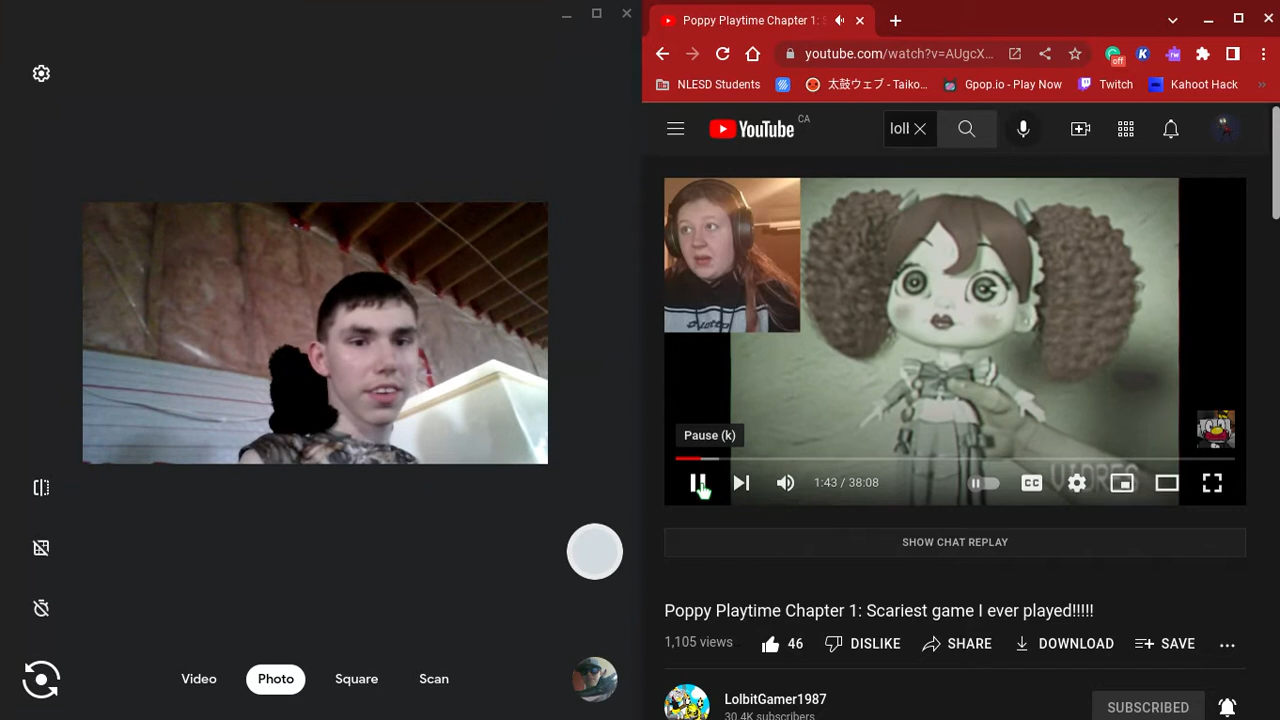 Poppy Playtime Chapter 1: S
youtube.com/watch?v=AUgcX...
off
NLESD Students
太鼓ウェブ - Taiko...
Gpop.io - Play Now
Twitch
Kahoot Hack
YouTube CA
loll
Pause (k)
VIDRES
1:43 / 38:08
CC
SHOW CHAT REPLAY
Poppy Playtime Chapter 1: Scariest game I ever played!!!!!
1,105 views
46
DISLIKE
SHARE
DOWNLOAD
SAVE
LolbitGamer1987
30.4K subscribers
SUBSCRIBED
Video
Photo
Square
Scan